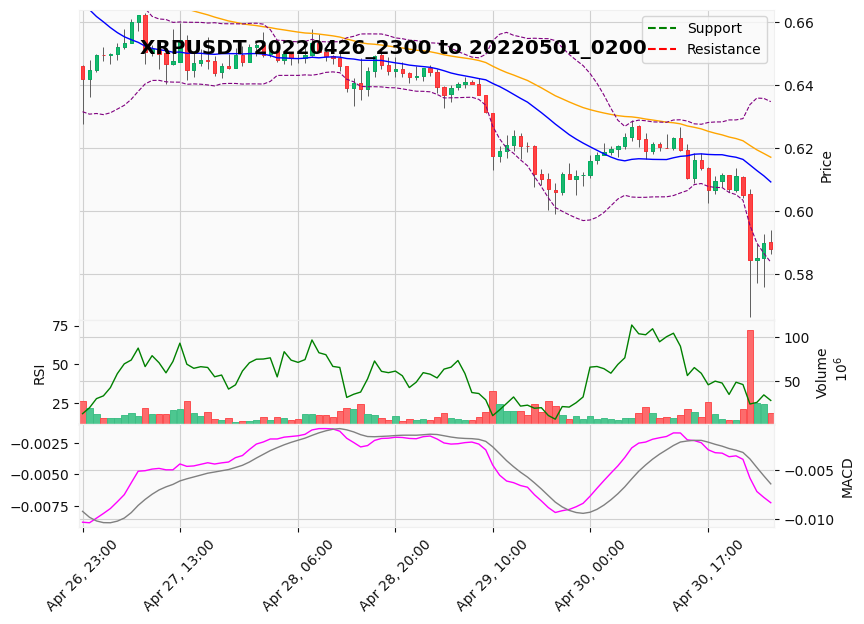 XRPUSDT 20220426_2300 to 20220501_0200
Support
Resistance
0.66
0.64
0.62
0.60
0.58
Price
75
50
25
RSI
100
50
Volume
10^6
−0.0025
−0.0050
−0.0075
−0.005
−0.010
MACD
Apr 26, 23:00
Apr 27, 13:00
Apr 28, 06:00
Apr 28, 20:00
Apr 29, 10:00
Apr 30, 00:00
Apr 30, 17:00